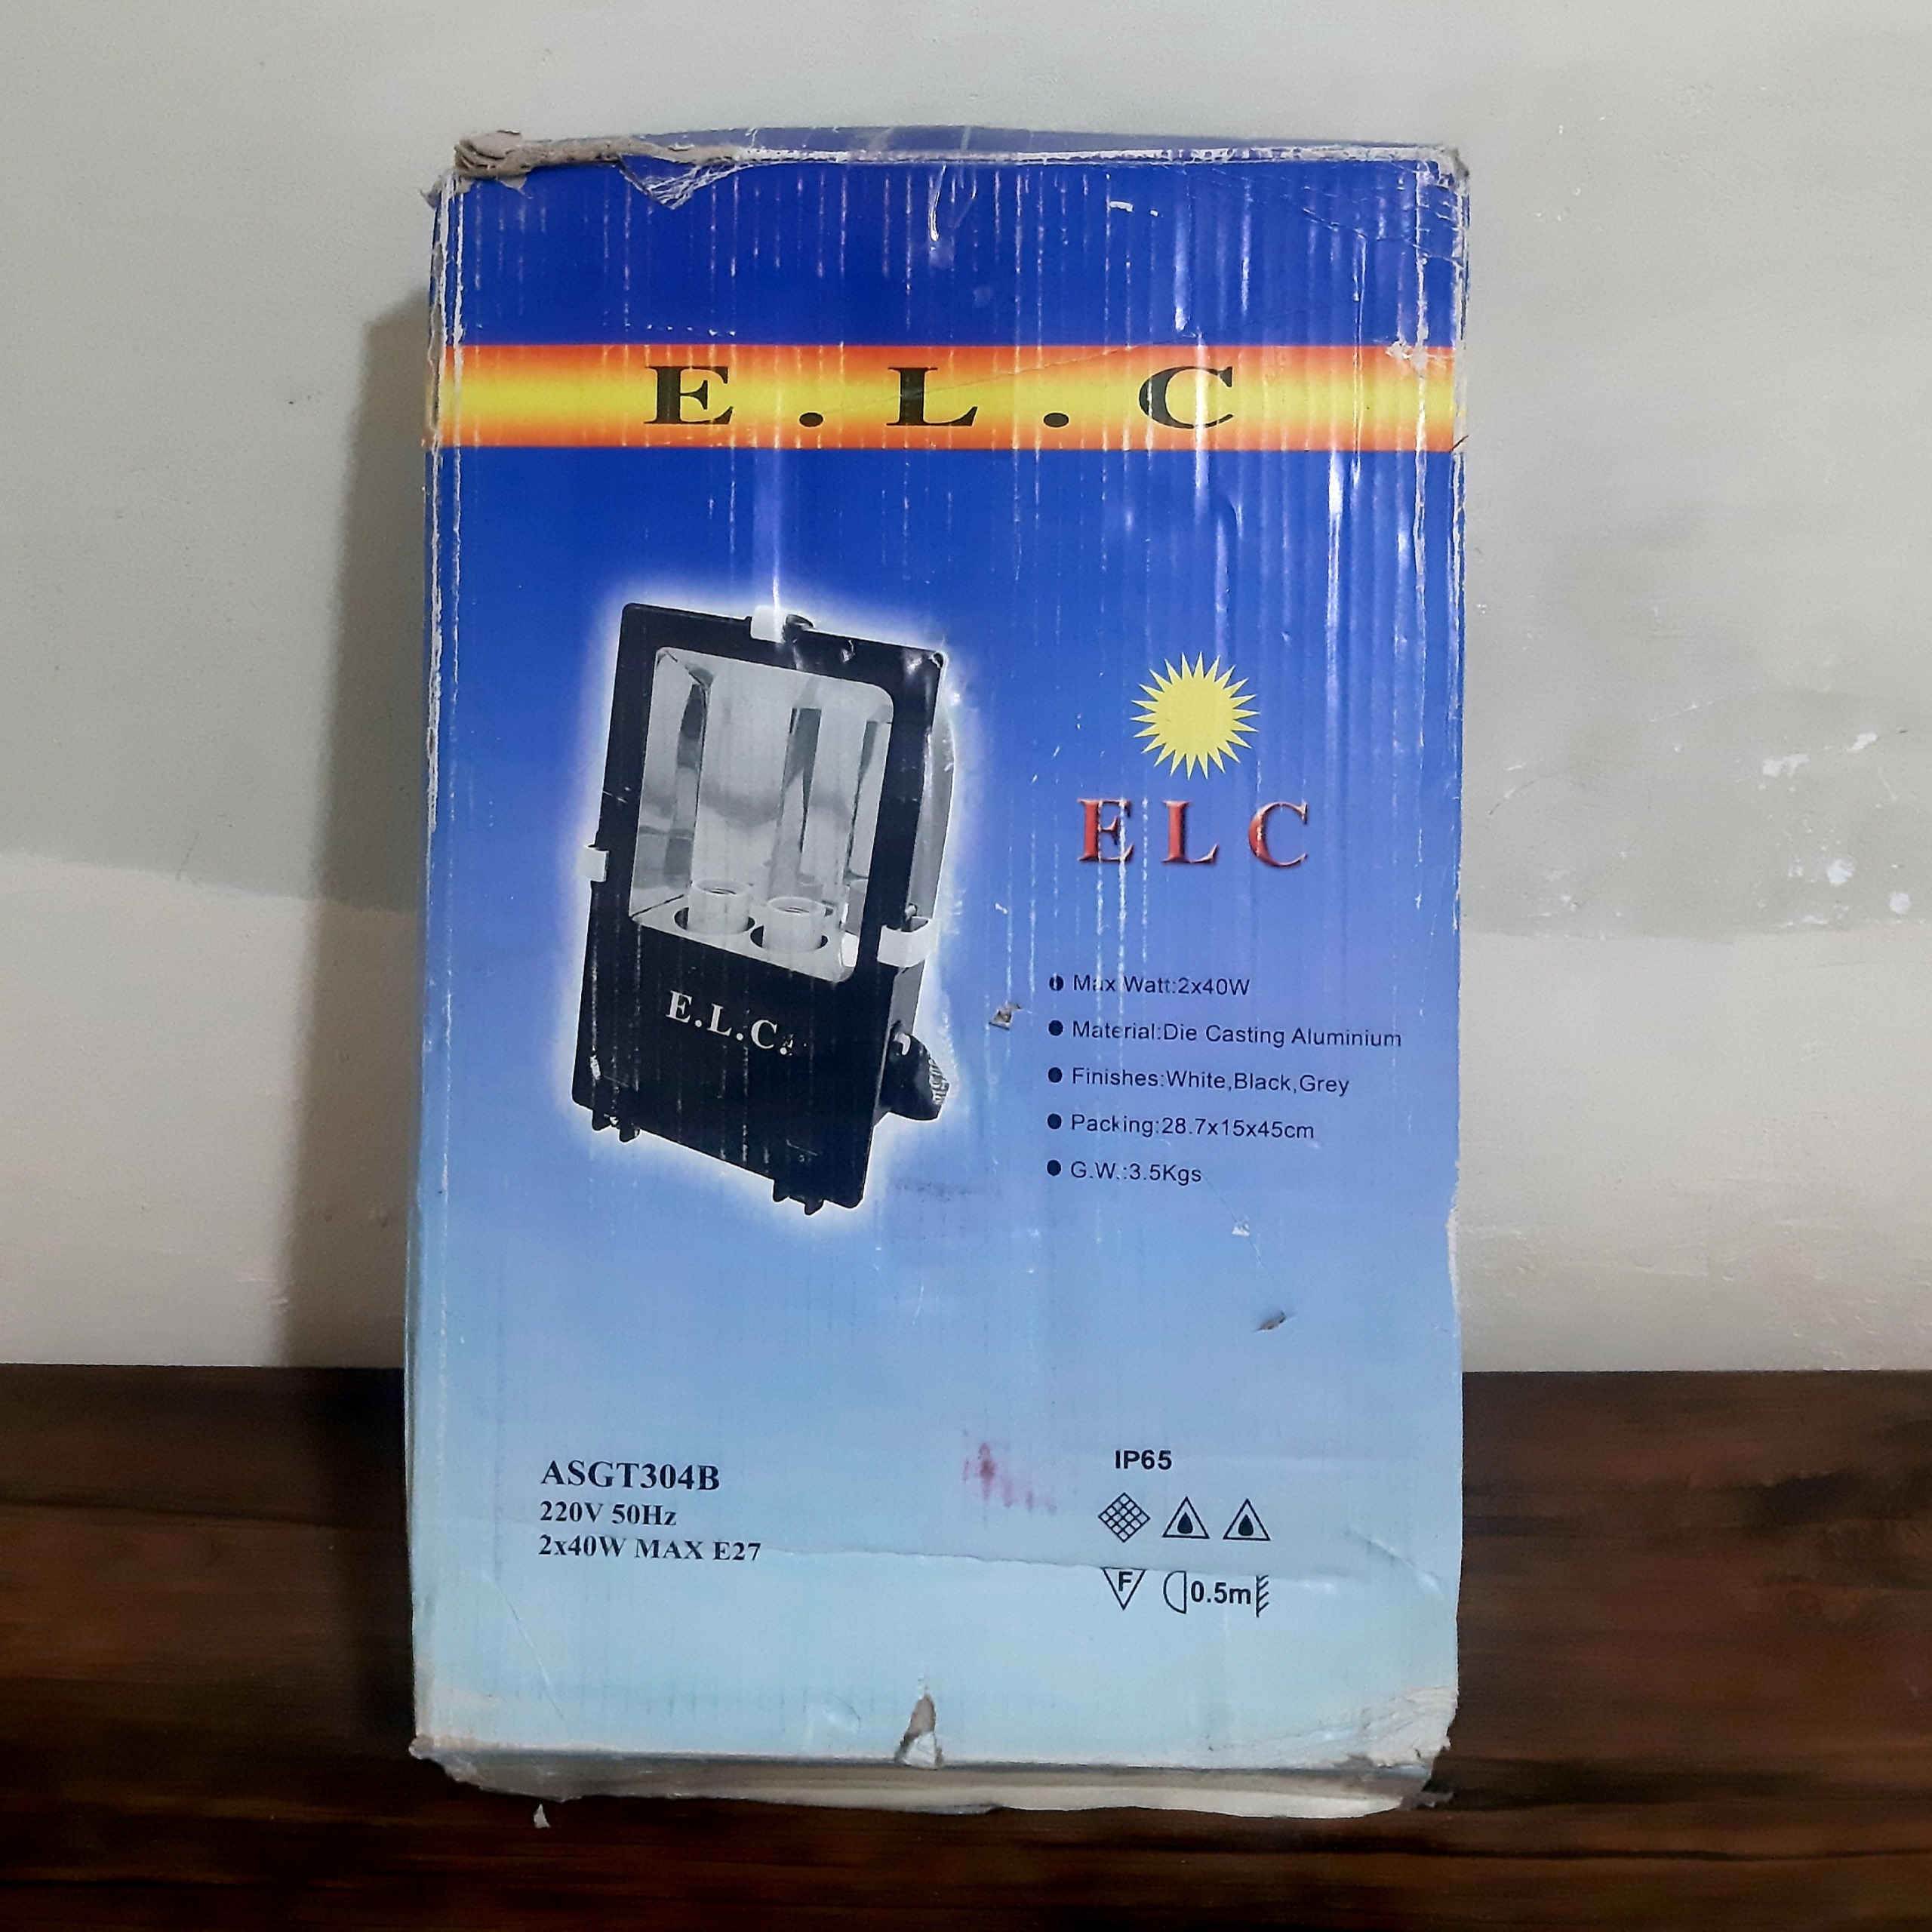 E.L.C
E.L.C.
ELC
Max Watt:2x40W
Material:Die Casting Aluminium
Finishes:White,Black,Grey
Packing:28.7x15x45cm
G.W.:3.5Kgs
ASGT304B
220V 50Hz
2x40W MAX E27
IP65
F
0.5m